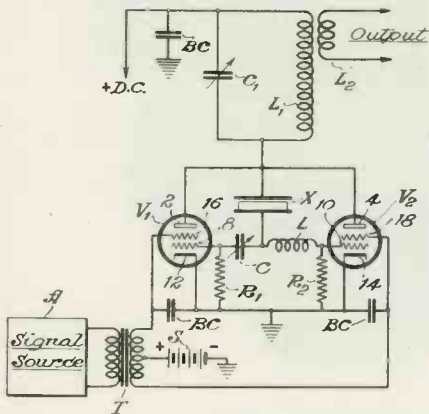 BC
Output
C1
+D.C.
L1
L2
X
V1
2
16
8
L
10
4
V2
18
12
C
R1
R2
14
BC
BC
A
S
+
-
Signal
Source
T